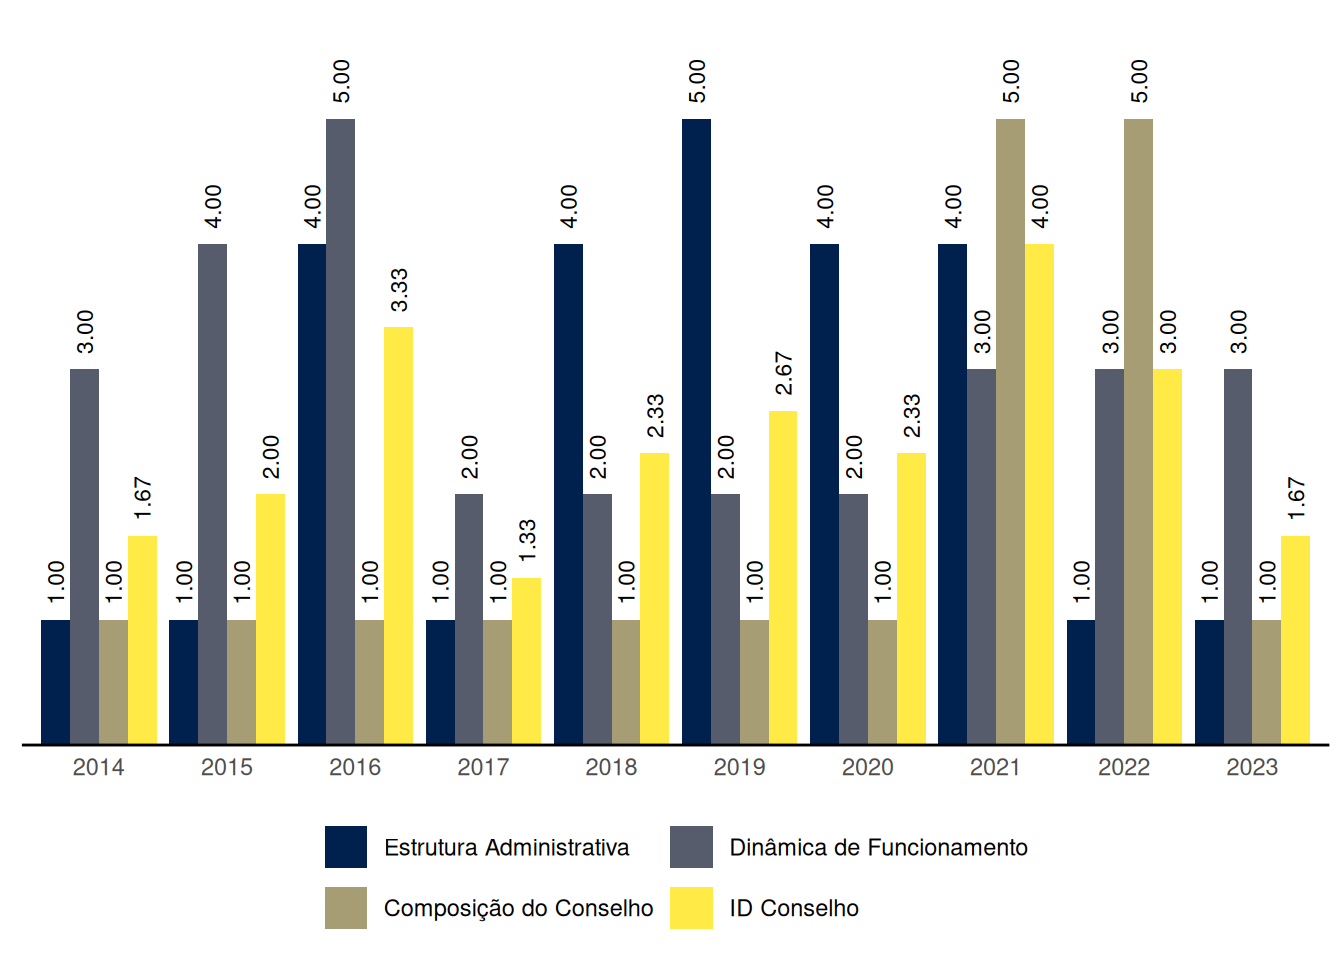 5.00 5.00 5.00 5.00
4.00 4.00 4.00 4.00 4.00 4.00 4.00
3.33
3.00 3.00 3.00 3.00 3.00
2.67
2.33 2.33
2.00 2.00 2.00 2.00 2.00
1.67 1.67
1.33
1.00 1.00 1.00 1.00 1.00 1.00 1.00 1.00 1.00 1.00 1.00 1.00 1.00
2014 2015 2016 2017 2018 2019 2020 2021 2022 2023
Estrutura Administrativa Dinâmica de Funcionamento
Composição do Conselho ID Conselho